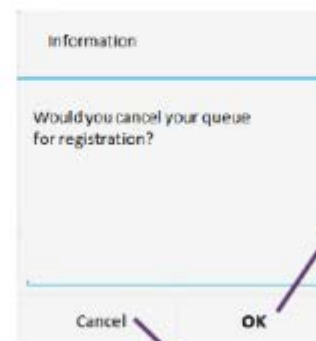 Information
Would you cancel your queue
for registration?
Cancel
OK